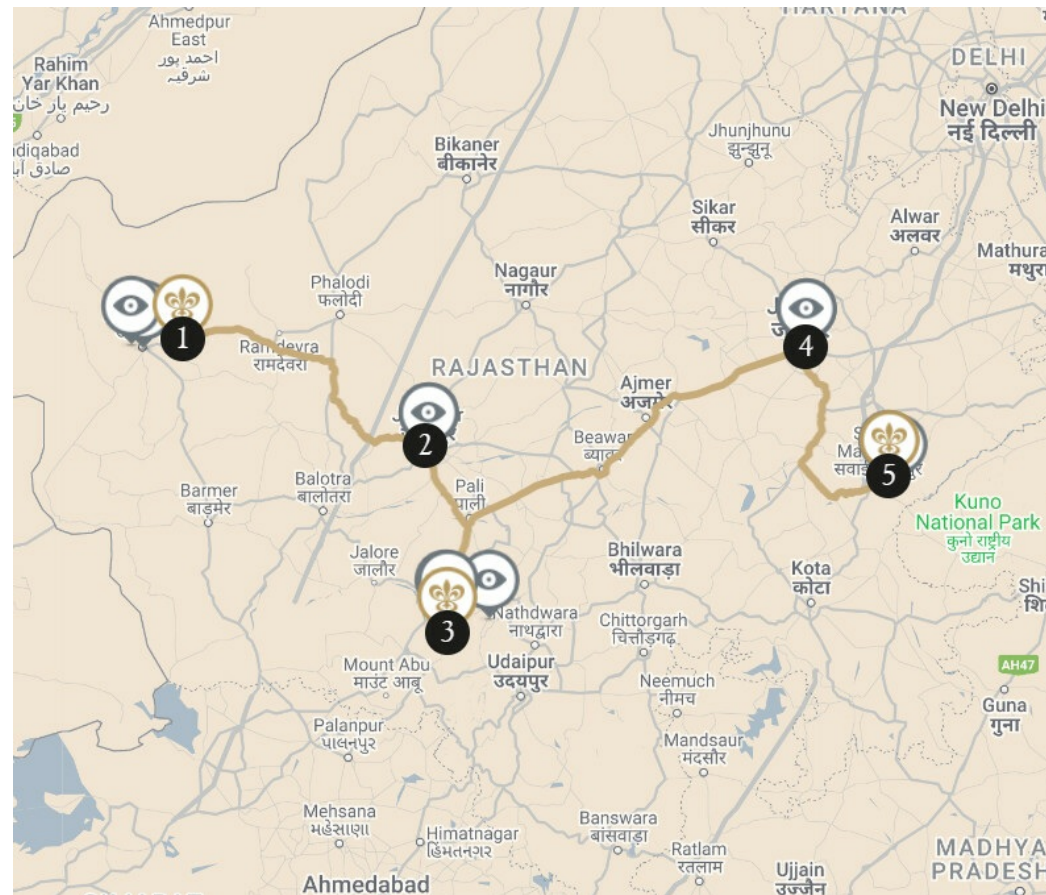 HARYANA
Ahmedpur
East
احمد پور
شرقیہ
DELHI
Rahim
Yar Khan
رحیم یار خان
New Delhi
नई दिल्ली
Jhunjhunu
झुन्झुनू
صادق آبا
Bikaner
बीकानेर
Sikar
सीकर
Alwar
अलवर
Mathura
मथुरा
Phalodi
फलोदी
Nagaur
नागौर
1
Ramdevra
रामदेवरा
4
RAJASTHAN
Ajmer
अजमेर
2
Beawar
ब्यावर
Pali
पाली
5
Balotra
बालोतरा
Barmer
बाड़मेर
Kuno
National Park
कुनो राष्ट्रीय
उद्यान
Jalore
जालौर
Bhilwara
भीलवाड़ा
Kota
कोटा
3
Nathdwara
नाथद्वारा
Chittorgarh
चित्तौड़गढ़
Mount Abu
माउंट आबू
Udaipur
उदयपुर
Neemuch
नीमच
AH47
Guna
गुना
Palanpur
પાલનપુર
Mandsaur
मंदसौर
Mehsana
મહેસાણા
Himatnagar
હિંમતનગર
Banswara
बांसवाड़ा
Ratlam
रतलाम
MADHYA
PRADESH
Ujjain
उज्जैन
Ahmedabad